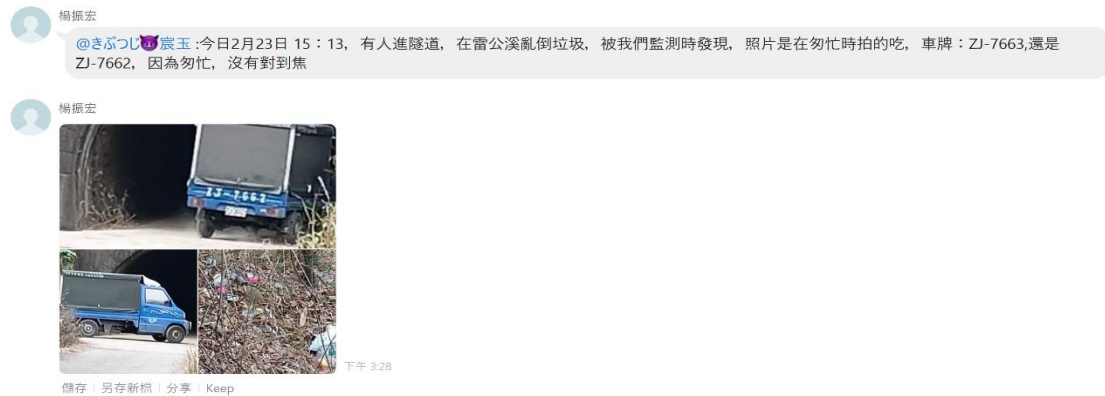 楊振宏
@きぶつじ😈宸玉 :今日2月23日 15：13，有人進隧道，在雷公溪亂倒垃圾，被我們監測時發現，照片是在匆忙時拍的吃，車牌：ZJ-7663,還是
ZJ-7662，因為匆忙，沒有對到焦
楊振宏
ZJ-7662
下午 3:28
儲存 | 另存新檔 | 分享 | Keep